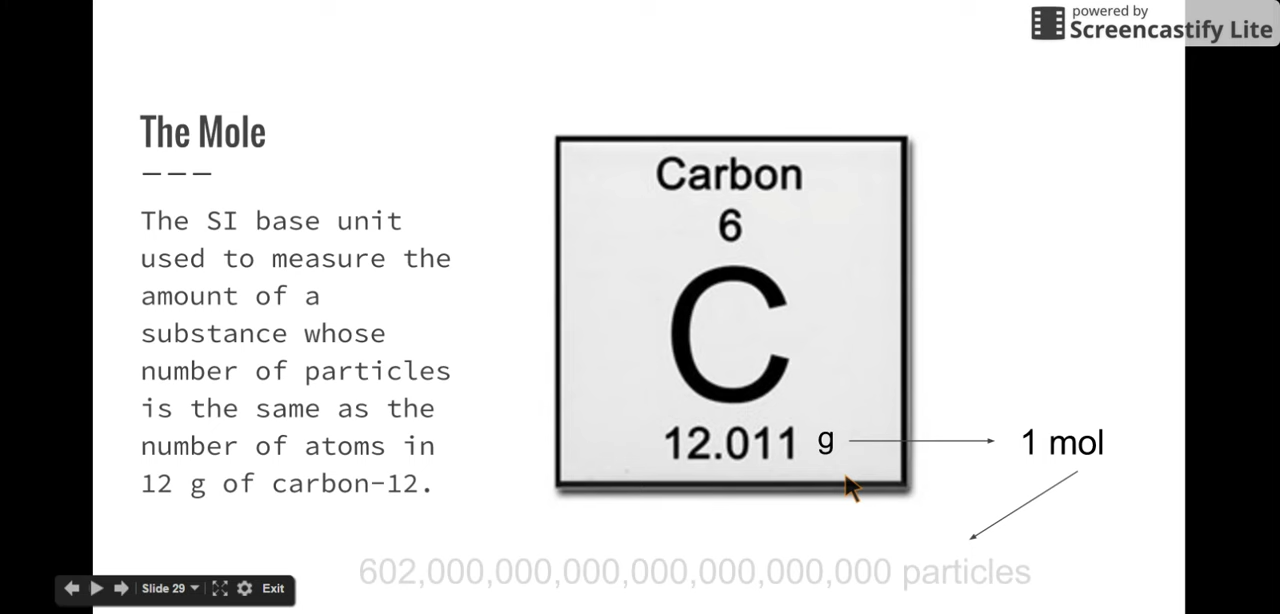 powered by
Screencastify Lite
The Mole
The SI base unit
used to measure the
amount of a
substance whose
number of particles
is the same as the
number of atoms in
12 g of carbon-12.
Carbon
6
C
12.011 g
1 mol
602,000,000,000,000,000,000,000 particles
Slide 29
Exit